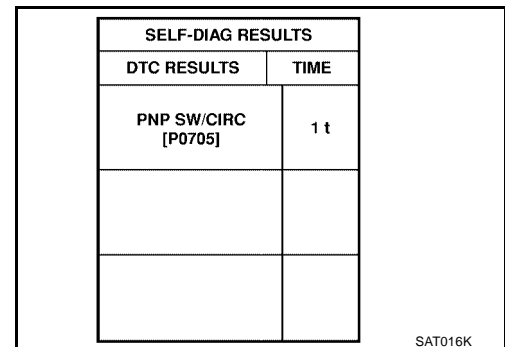 SELF-DIAG RESULTS
DTC RESULTS TIME
PNP SW/CIRC 1 t
[P0705]
SAT016K